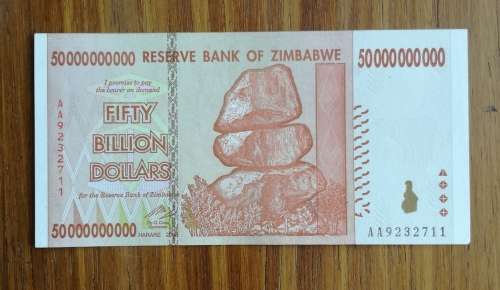 50000000000 RESERVE BANK OF ZIMBABWE 50000000000
I promise to pay
the bearer on demand
FIFTY
BILLION
DOLLARS
for the Reserve Bank of Zimbabwe
AA9232711
50000000000
HARARE
AA9232711